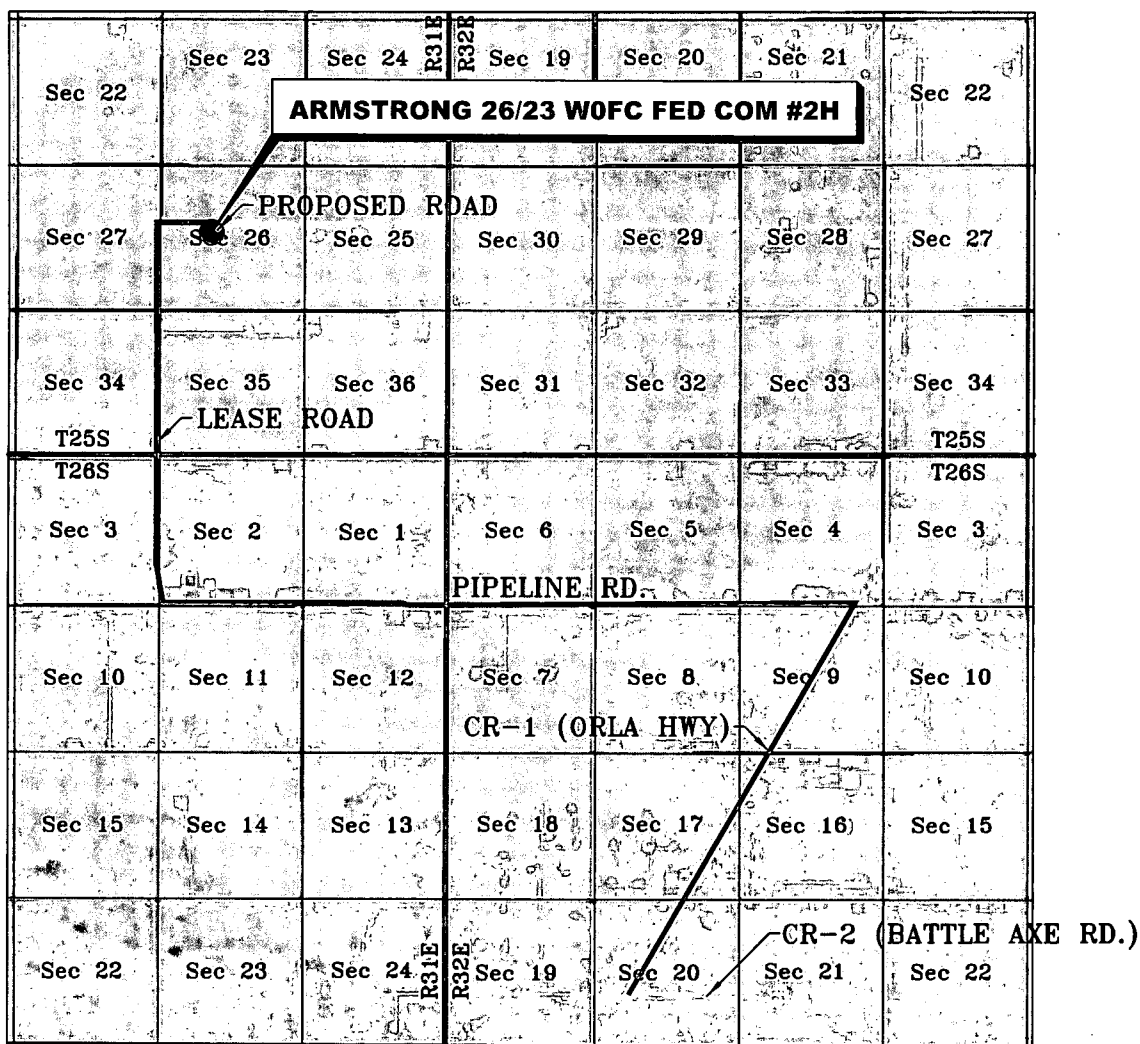 Sec 22 Sec 23 Sec 24 R31E R32E Sec 19 Sec 20 Sec 21 Sec 22
ARMSTRONG 26/23 W0FC FED COM #2H
PROPOSED ROAD
Sec 27 Sec 26 Sec 25 Sec 30 Sec 29 Sec 28 Sec 27
Sec 34 Sec 35 Sec 36 Sec 31 Sec 32 Sec 33 Sec 34
LEASE ROAD
T25S T25S
T26S T26S
Sec 3 Sec 2 Sec 1 Sec 6 Sec 5 Sec 4 Sec 3
PIPELINE RD.
Sec 10 Sec 11 Sec 12 Sec 7 Sec 8 Sec 9 Sec 10
CR-1 (ORLA HWY)
Sec 15 Sec 14 Sec 13 Sec 18 Sec 17 Sec 16 Sec 15
CR-2 (BATTLE AXE RD.)
Sec 22 Sec 23 Sec 24 R31E R32E Sec 19 Sec 20 Sec 21 Sec 22